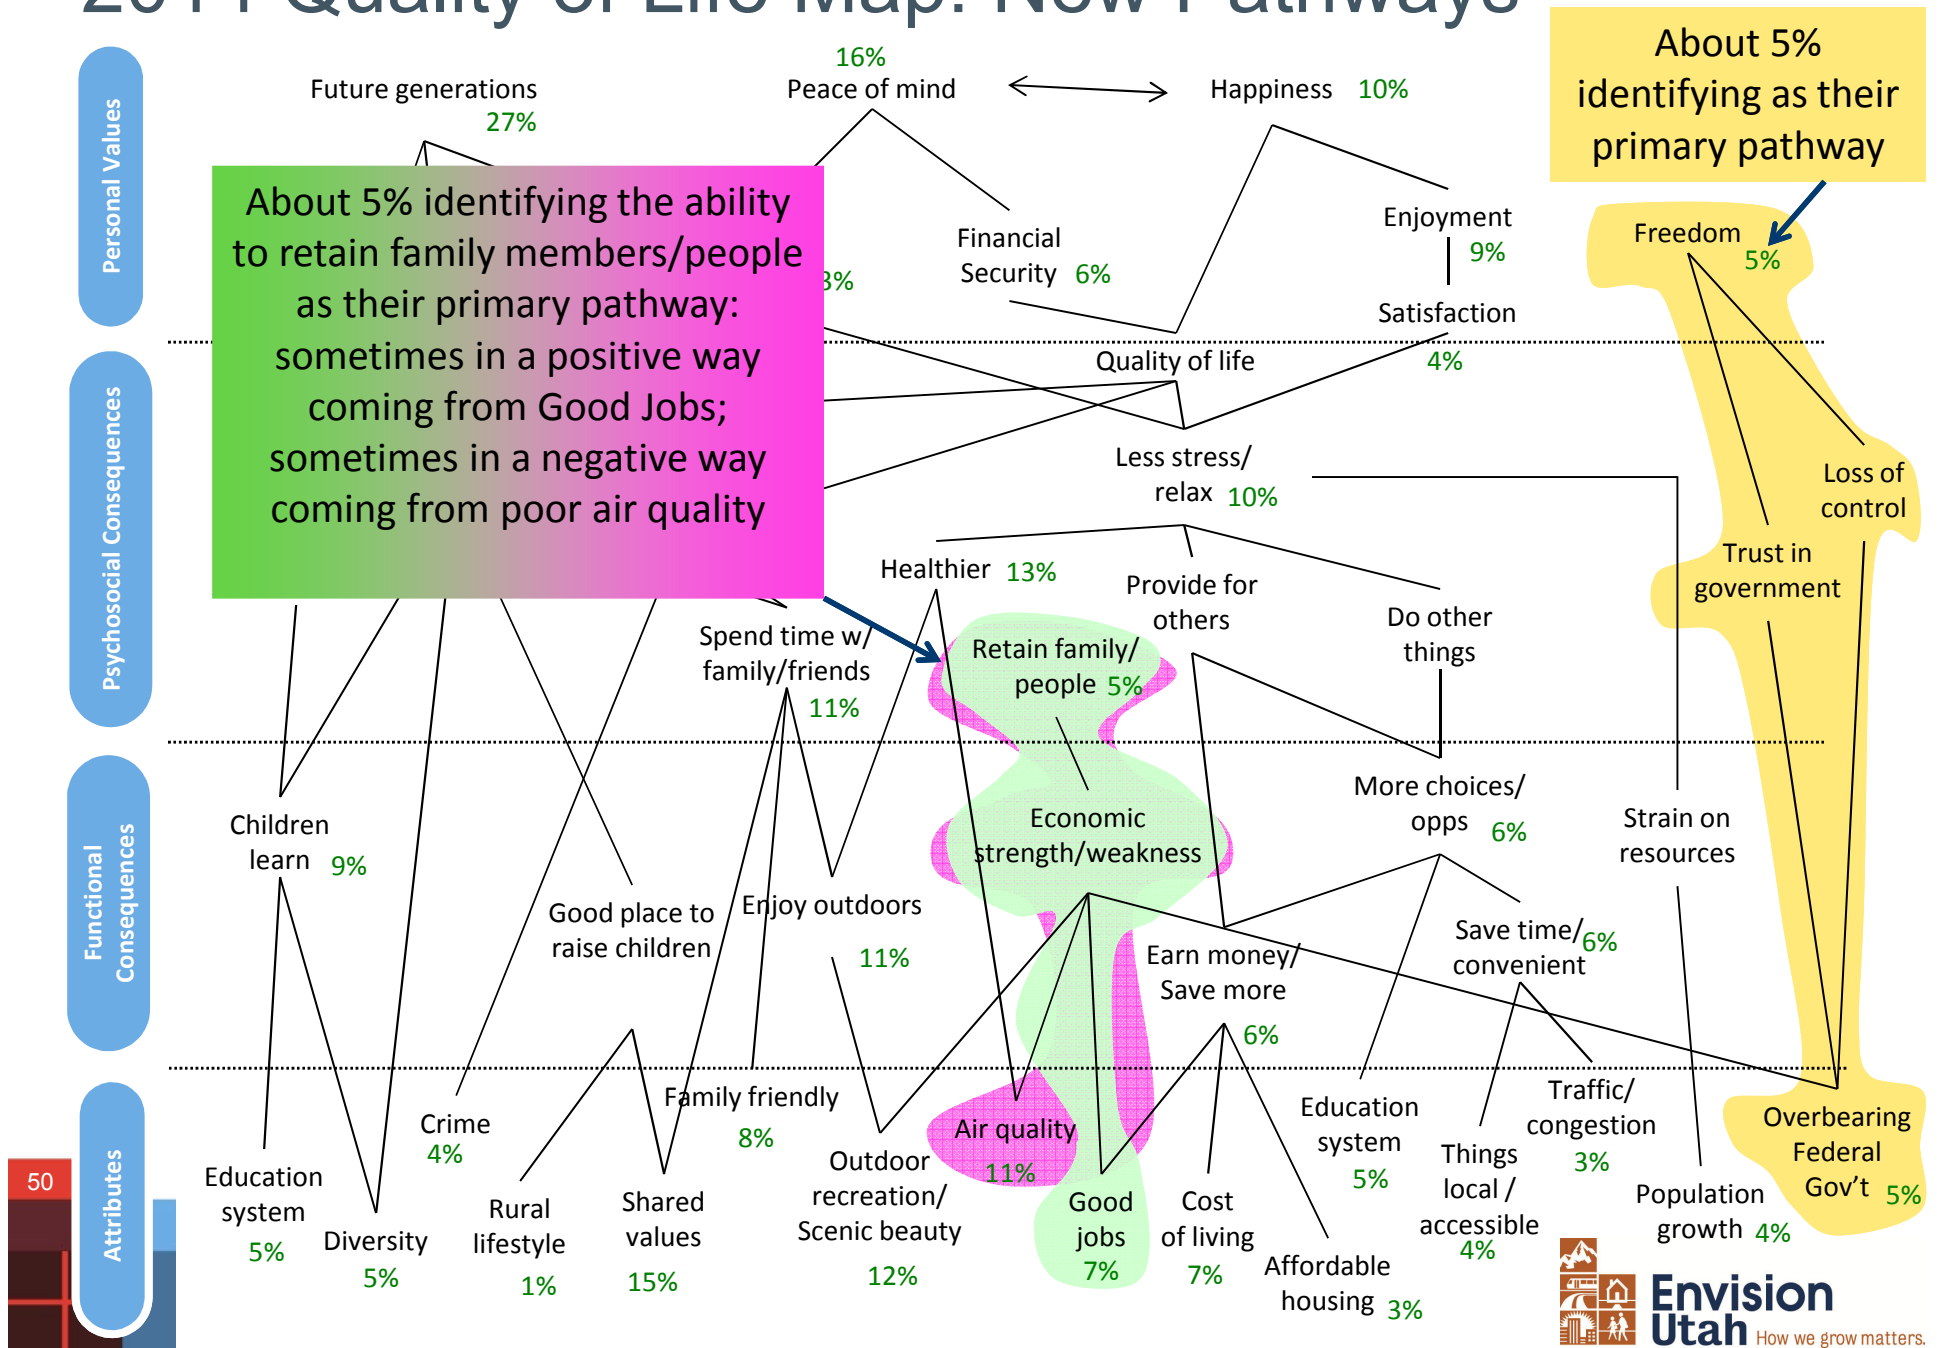 2011 Quality of Life Map: New Pathways
About 5%
identifying as their
primary pathway
Personal Values
Future generations
27%
16%
Peace of mind
Happiness 10%
About 5% identifying the ability
to retain family members/people
as their primary pathway:
sometimes in a positive way
coming from Good Jobs;
sometimes in a negative way
coming from poor air quality
3%
Financial
Security 6%
Enjoyment
9%
Satisfaction
4%
Freedom
5%
Psychosocial Consequences
Quality of life
Less stress/
relax 10%
Loss of
control
Trust in
government
Healthier 13%
Provide for
others
Do other
things
Spend time w/
family/friends
11%
Retain family/
people 5%
Functional
Consequences
Children
learn 9%
Good place to
raise children
Enjoy outdoors
11%
Economic
strength/weakness
More choices/
opps 6%
Strain on
resources
Earn money/
Save more
6%
Save time/
convenient
6%
Attributes
50
Education
system
5%
Diversity
5%
Crime
4%
Rural
lifestyle
1%
Shared
values
15%
Family friendly
8%
Outdoor
recreation/
Scenic beauty
12%
Air quality
11%
Good
jobs
7%
Cost
of living
7%
Affordable
housing 3%
Education
system
5%
Things
local /
accessible
4%
Traffic/
congestion
3%
Population
growth 4%
Overbearing
Federal
Gov't 5%
Envision
Utah How we grow matters.